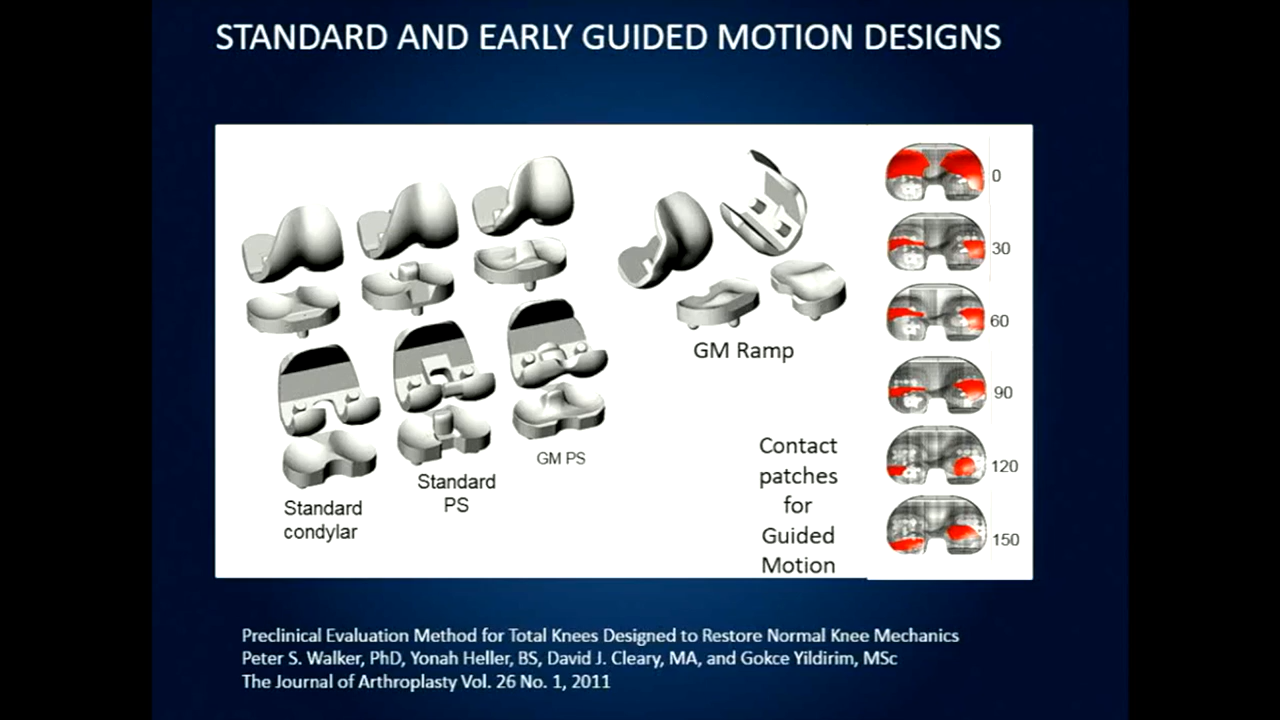 STANDARD AND EARLY GUIDED MOTION DESIGNS
0
30
60
90
120
150
GM Ramp
GM PS
Standard
PS
Standard
condylar
Contact
patches
for
Guided
Motion
Preclinical Evaluation Method for Total Knees Designed to Restore Normal Knee Mechanics
Peter S. Walker, PhD, Yonah Heller, BS, David J. Cleary, MA, and Gokce Yildirim, MSc
The Journal of Arthroplasty Vol. 26 No. 1, 2011